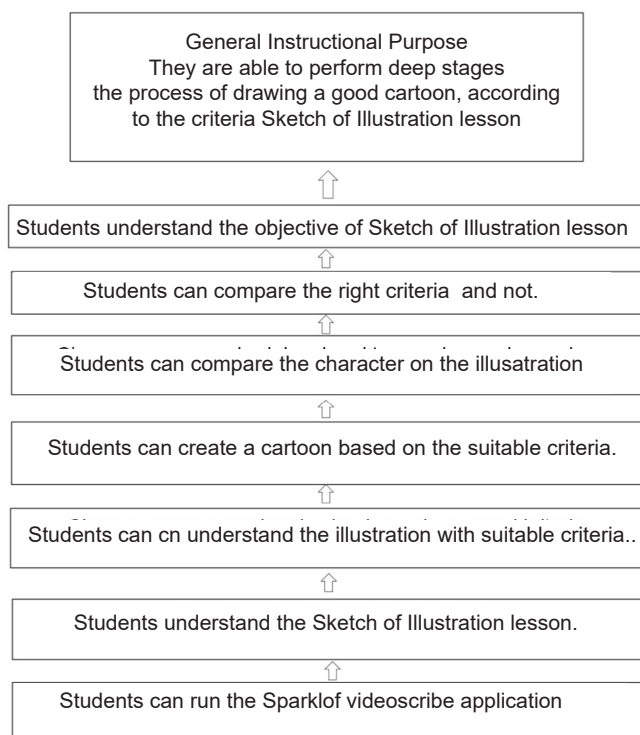 General Instructional Purpose
They are able to perform deep stages
the process of drawing a good cartoon, according
to the criteria Sketch of Illustration lesson
Students understand the objective of Sketch of Illustration lesson
Students can compare the right criteria and not.
Students can compare the character on the illusatration
Students can create a cartoon based on the suitable criteria.
Students can cn understand the illustration with suitable criteria..
Students understand the Sketch of Illustration lesson.
Students can run the Sparklof videoscribe application